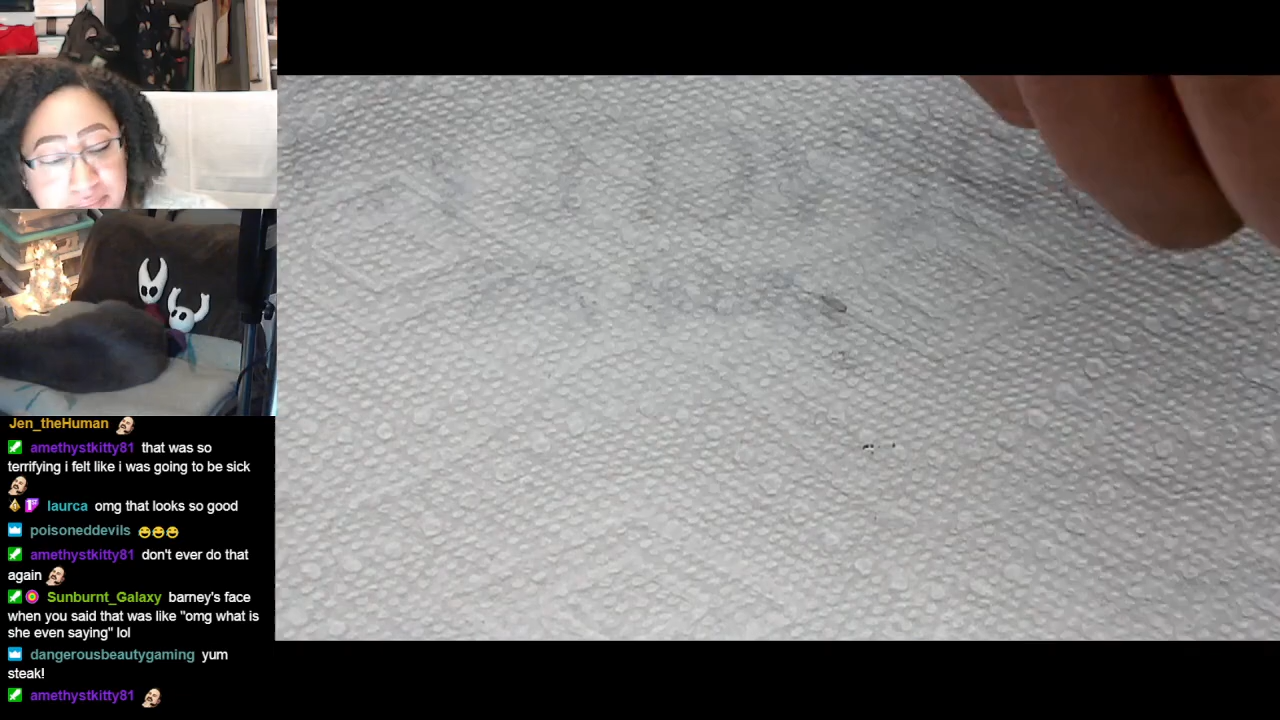 Jen_theHuman
amethystkitty81 that was so
terrifying i felt like i was going to be sick
laurca omg that looks so good
poisoneddevils
amethystkitty81 don't ever do that
again
Sunburnt_Galaxy barney's face
when you said that was like "omg what is
she even saying" lol
dangerousbeautygaming yum
steak!
amethystkitty81